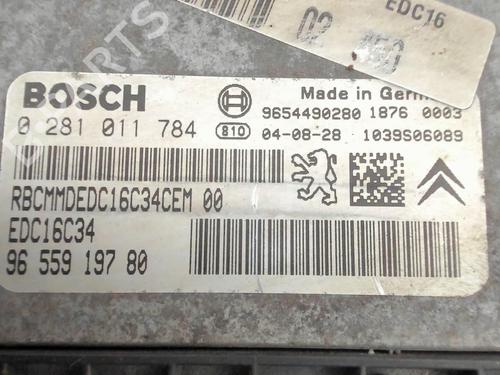 EDC16
BOSCH
Made in Germ
9654490280 1876 0003
0 281 011 784 810 04-08-28 1039S06089
RBCMMDEDC16C34CEM 00
EDC16C34
96 559 197 80